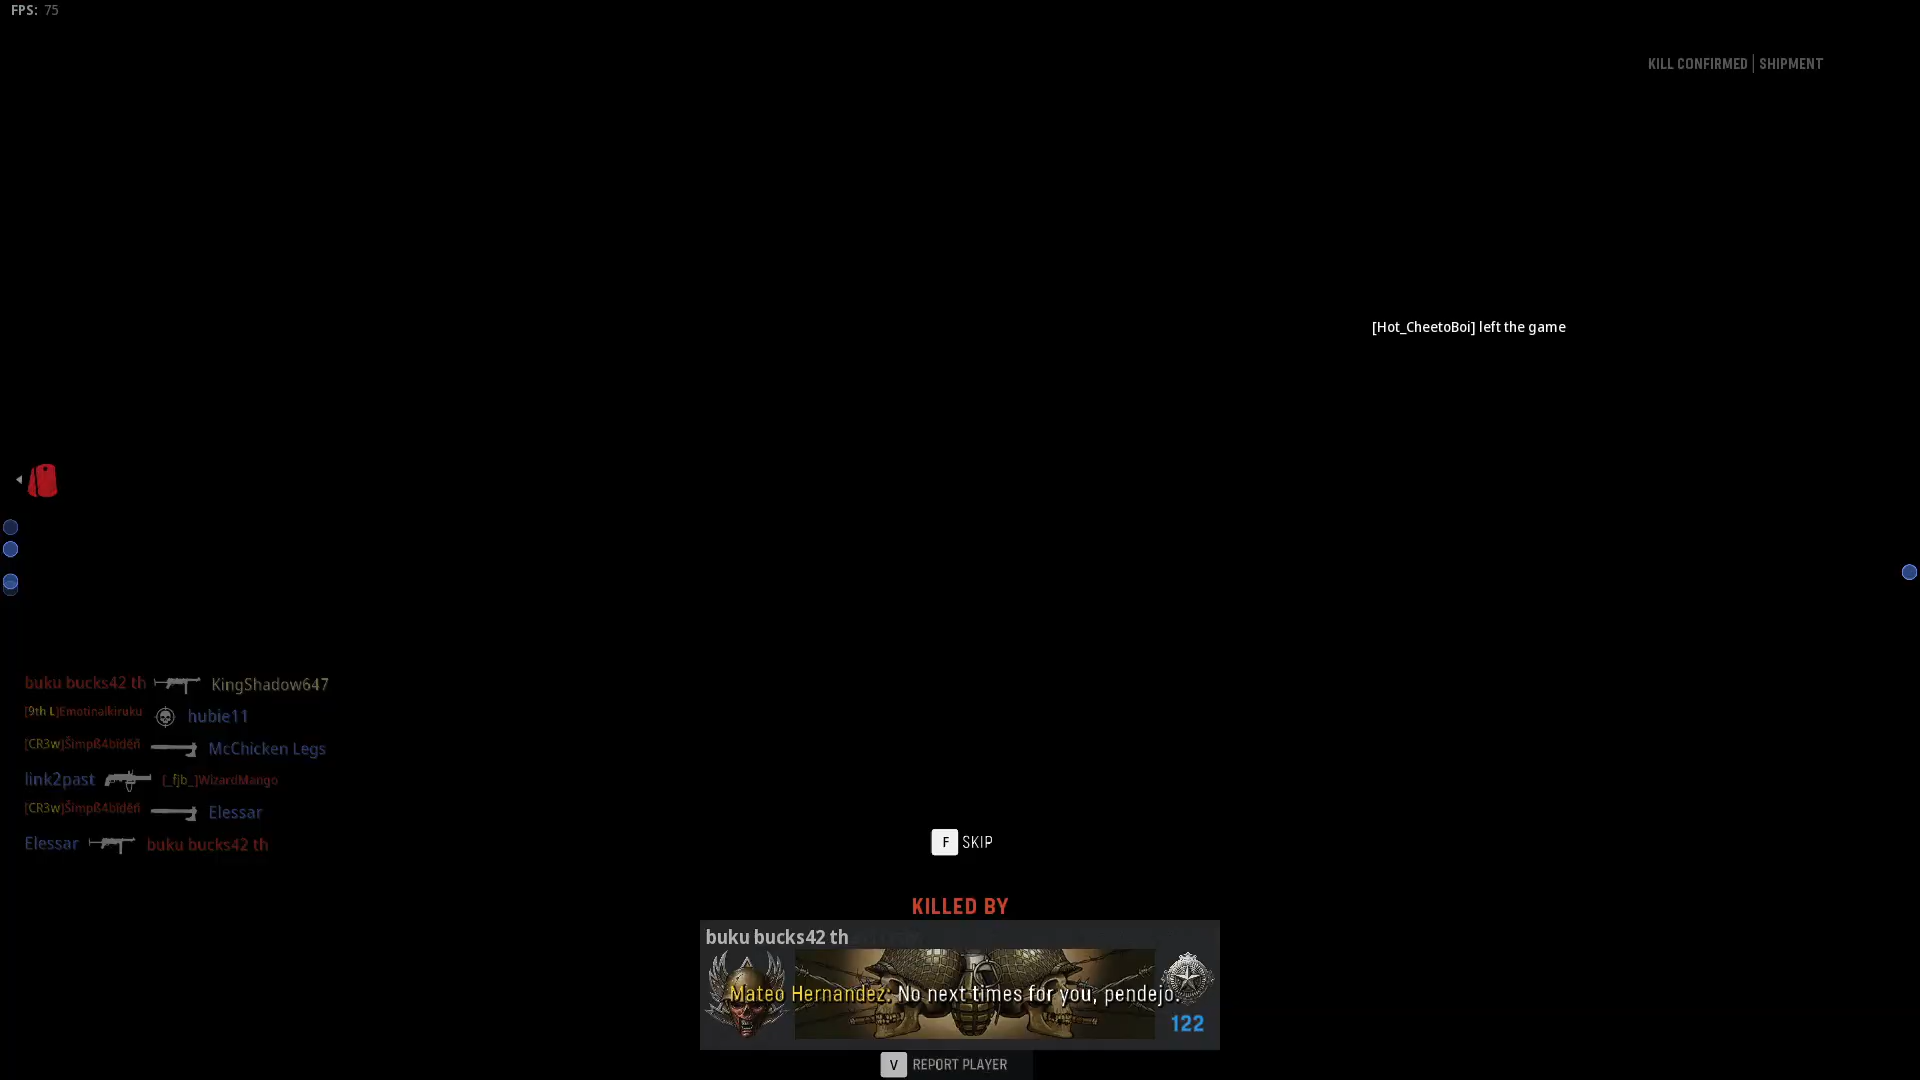 FPS: 75
KILL CONFIRMED | SHIPMENT
[Hot_CheetoBoi] left the game
buku bucks42 th KingShadow647
[9th L]Emotinalkiruku hubie11
[CR3w]Šimpß4bïdëñ McChicken Legs
link2past [_fjb_]WizardMango
[CR3w]Šimpß4bïdëñ Elessar
Elessar buku bucks42 th
F SKIP
KILLED BY
buku bucks42 th
Mateo Hernandez: No next times for you, pendejo.
122
V REPORT PLAYER